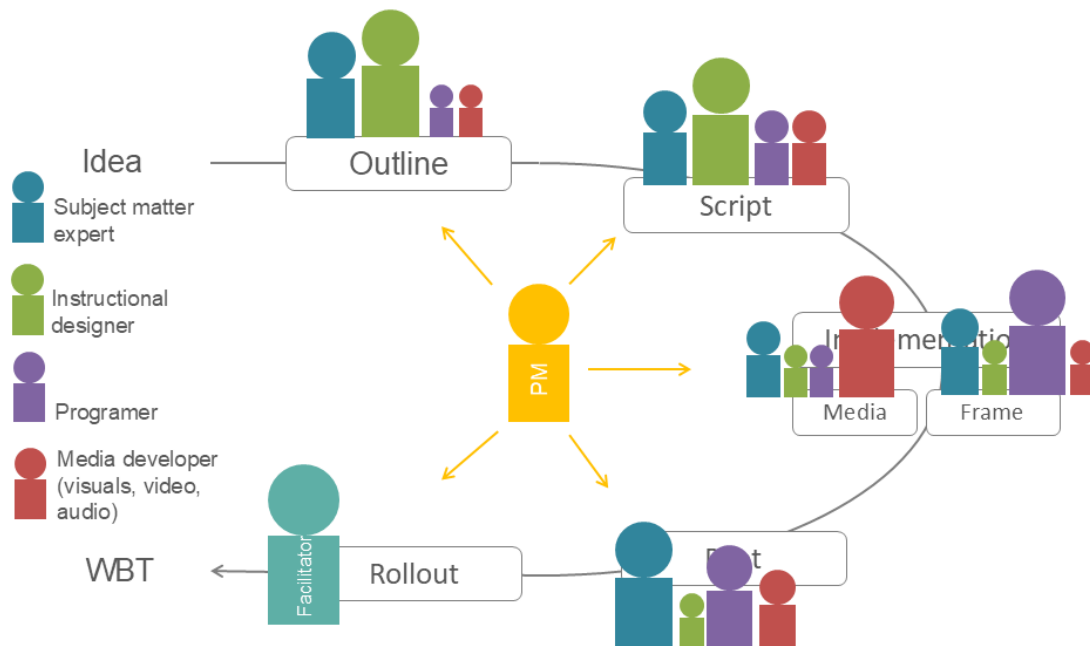 Idea
Outline
Script
Subject matter
expert
Instructional
designer
PM
Programer
Media
Frame
Media developer
(visuals, video,
audio)
WBT
Facilitator
Rollout